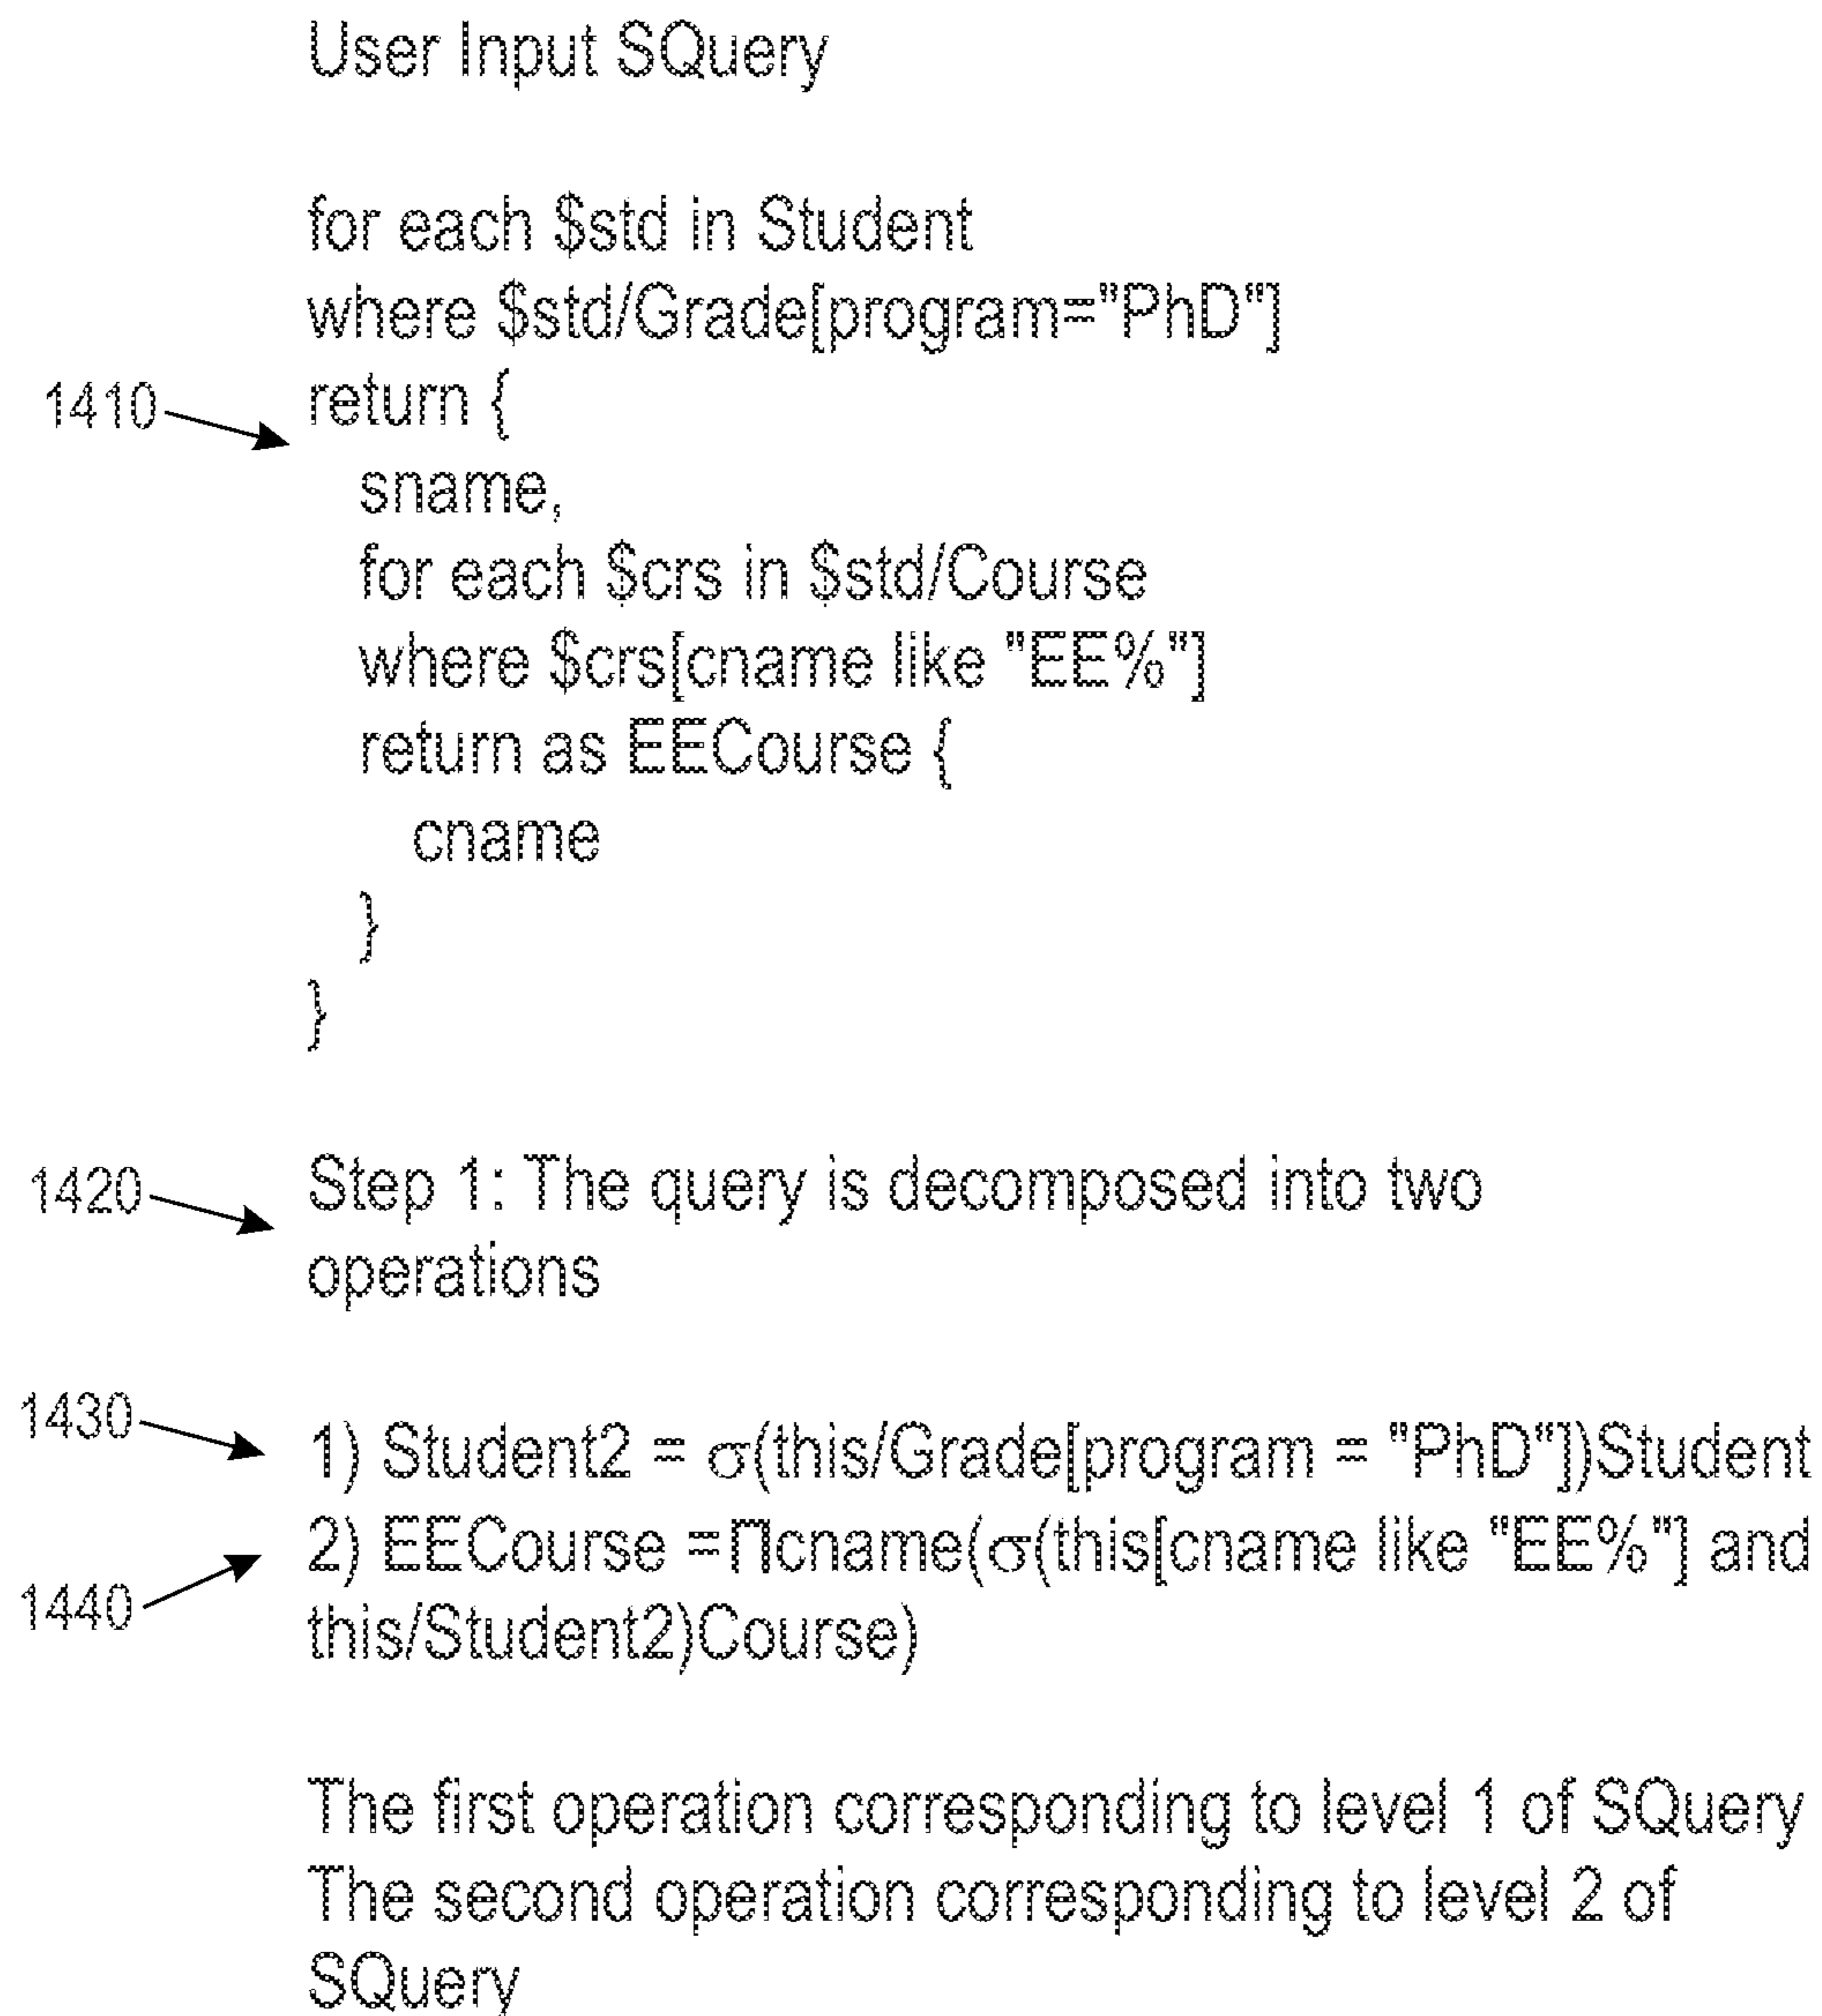 User Input SQuery
for each $std in Student
where $std/Grade[program="PhD"]
1410
return {
sname,
for each $crs in $std/Course
where $crs[cname like "EE%"]
return as EECourse {
cname
}
}
1420
Step 1: The query is decomposed into two
operations
1430
1) Student2 = σ(this/Grade[program = "PhD"])Student
2) EECourse =Πcname(σ(this[cname like "EE%"] and
1440
this/Student2)Course)
The first operation corresponding to level 1 of SQuery
The second operation corresponding to level 2 of
SQuery